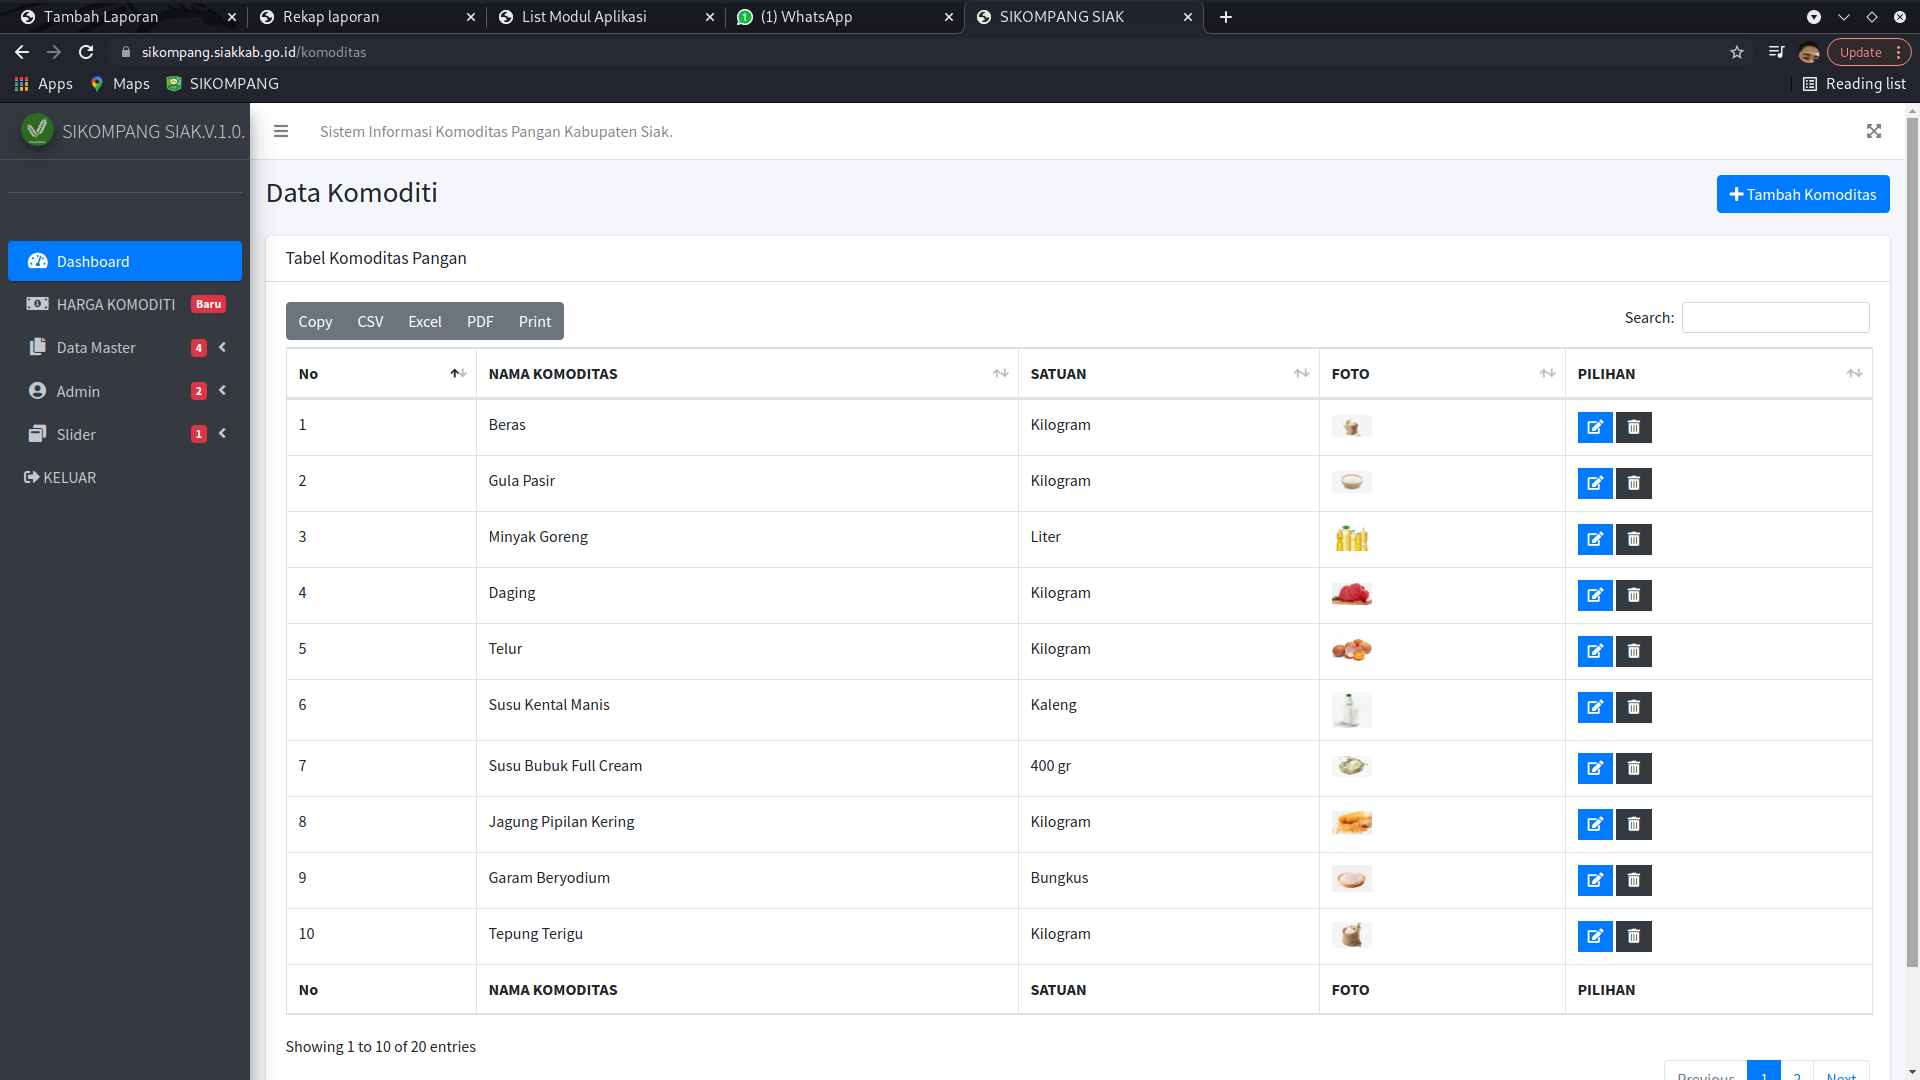 Tambah Laporan
Rekap laporan
List Modul Aplikasi
(1) WhatsApp
SIKOMPANG SIAK
sikompang.siakkab.go.id/komoditas
Update
Apps
Maps
SIKOMPANG
Reading list
SIKOMPANG SIAK.V.1.0.
Sistem Informasi Komoditas Pangan Kabupaten Siak.
Dashboard
HARGA KOMODITI Baru
Data Master 4
Admin 2
Slider 1
KELUAR
Data Komoditi
Tambah Komoditas
Tabel Komoditas Pangan
Copy CSV Excel PDF Print
Search:
No NAMA KOMODITAS SATUAN FOTO PILIHAN
1 Beras Kilogram
2 Gula Pasir Kilogram
3 Minyak Goreng Liter
4 Daging Kilogram
5 Telur Kilogram
6 Susu Kental Manis Kaleng
7 Susu Bubuk Full Cream 400 gr
8 Jagung Pipilan Kering Kilogram
9 Garam Beryodium Bungkus
10 Tepung Terigu Kilogram
No NAMA KOMODITAS SATUAN FOTO PILIHAN
Showing 1 to 10 of 20 entries
Previous 1 2 Next